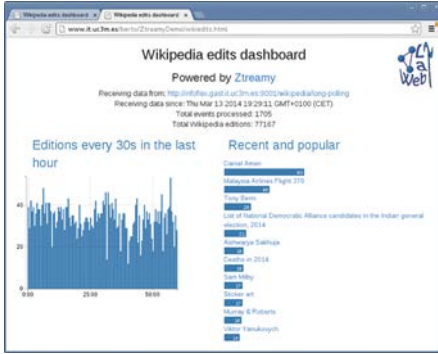 Wikipedia edits dashboard
Wikipedia edits dashboard
www.it.uc3m.es/berto/ZtreamyDemo/wikiedits.html
Wikipedia edits dashboard
Web
Powered by Ztreamy
Receiving data from: http://infoflex.gast.it.uc3m.es:9001/wikipedia/long-polling
Receiving data since: Thu Mar 13 2014 19:29:11 GMT+0100 (CET)
Total events processed: 1705
Total Wikipedia editions: 77167
Editions every 30s in the last
hour
40
20
0
0:00
25:00
50:00
Recent and popular
Malaysia Airlines Flight 370
Tony Benn
List of National Democratic Alliance candidates in the Indian general
election, 2014
Aishwarya Sakhuja
Deaths in 2014
Sam Milby
Sticker art
Murray & Roberts
Viktor Yanukovych